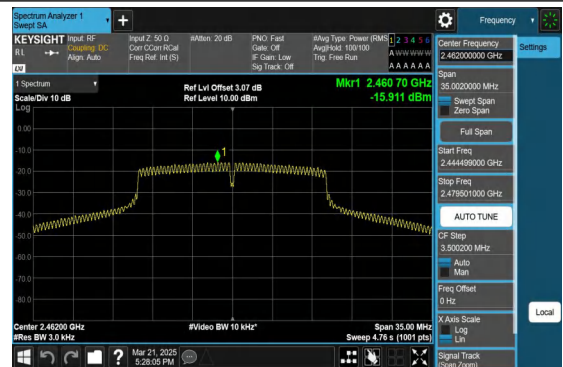 Spectrum Analyzer 1
Swept SA
Frequency
KEYSIGHT
RL
LW
Input: RF
Coupling: DC
Align: Auto
Input Z: 50 Ω
Corr CCorr RCal
Freq Ref: Int (S)
#Atten: 20 dB
PNO: Fast
Gate: Off
IF Gain: Low
Sig Track: Off
#Avg Type: Power (RMS
Avg|Hold: 100/100
Trig: Free Run
1 2 3 4 5 6
A W W W W W
A A A A A A
Center Frequency
2.462000000 GHz
Settings
Span
35.0020000 MHz
Swept Span
Zero Span
Full Span
Start Freq
2.444499000 GHz
Stop Freq
2.479501000 GHz
AUTO TUNE
CF Step
3.500200 MHz
Auto
Man
Freq Offset
0 Hz
X Axis Scale
Log
Lin
Signal Track
(Span Zoom)
Local
1 Spectrum
Scale/Div 10 dB
Log
Ref Lvl Offset 3.07 dB
Ref Level 10.00 dBm
Mkr1 2.460 70 GHz
-15.911 dBm
1
0.00
-10.0
-20.0
-30.0
-40.0
-50.0
-60.0
-70.0
-80.0
Center 2.46200 GHz
#Res BW 3.0 kHz
#Video BW 10 kHz*
Span 35.00 MHz
Sweep 4.76 s (1001 pts)
Mar 21, 2025
5:28:05 PM